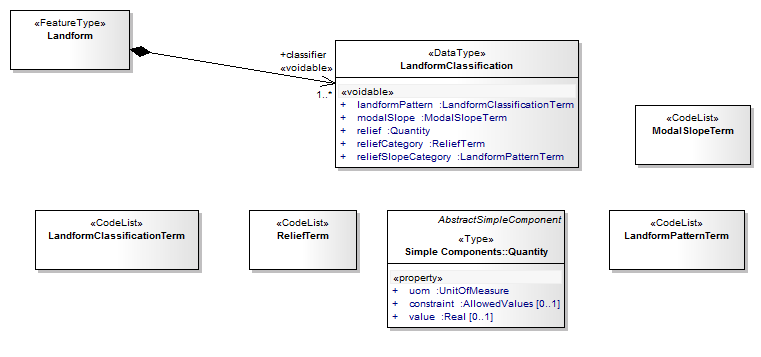 «FeatureType»
Landform
+classifier
«voidable»
1..*
«DataType»
LandformClassification
«voidable»
+ landformPattern :LandformClassificationTerm
+ modalSlope :ModalSlopeTerm
+ relief :Quantity
+ reliefCategory :ReliefTerm
+ reliefSlopeCategory :LandformPatternTerm
«CodeList»
ModalSlopeTerm
«CodeList»
LandformClassificationTerm
«CodeList»
ReliefTerm
AbstractSimpleComponent
«Type»
Simple Components::Quantity
«property»
+ uom :UnitOfMeasure
+ constraint :AllowedValues [0..1]
+ value :Real [0..1]
«CodeList»
LandformPatternTerm